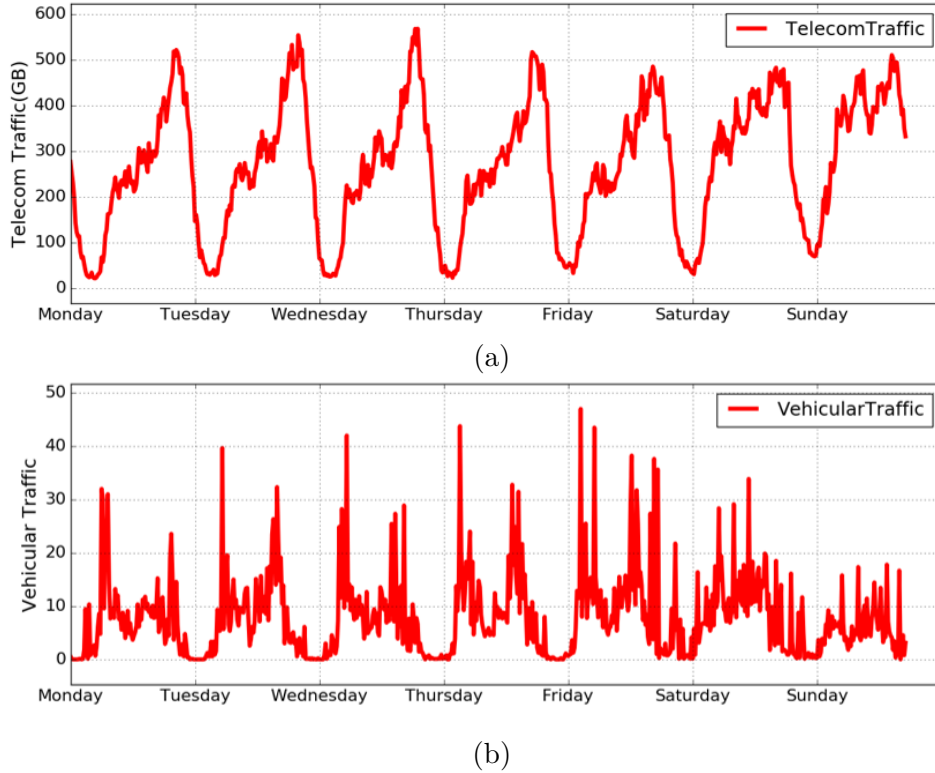 600
500
400
300
200
100
0
Telecom Traffic(GB)
TelecomTraffic
Monday Tuesday Wednesday Thursday Friday Saturday Sunday
(a)
50
40
30
20
10
0
Vehicular Traffic
VehicularTraffic
Monday Tuesday Wednesday Thursday Friday Saturday Sunday
(b)